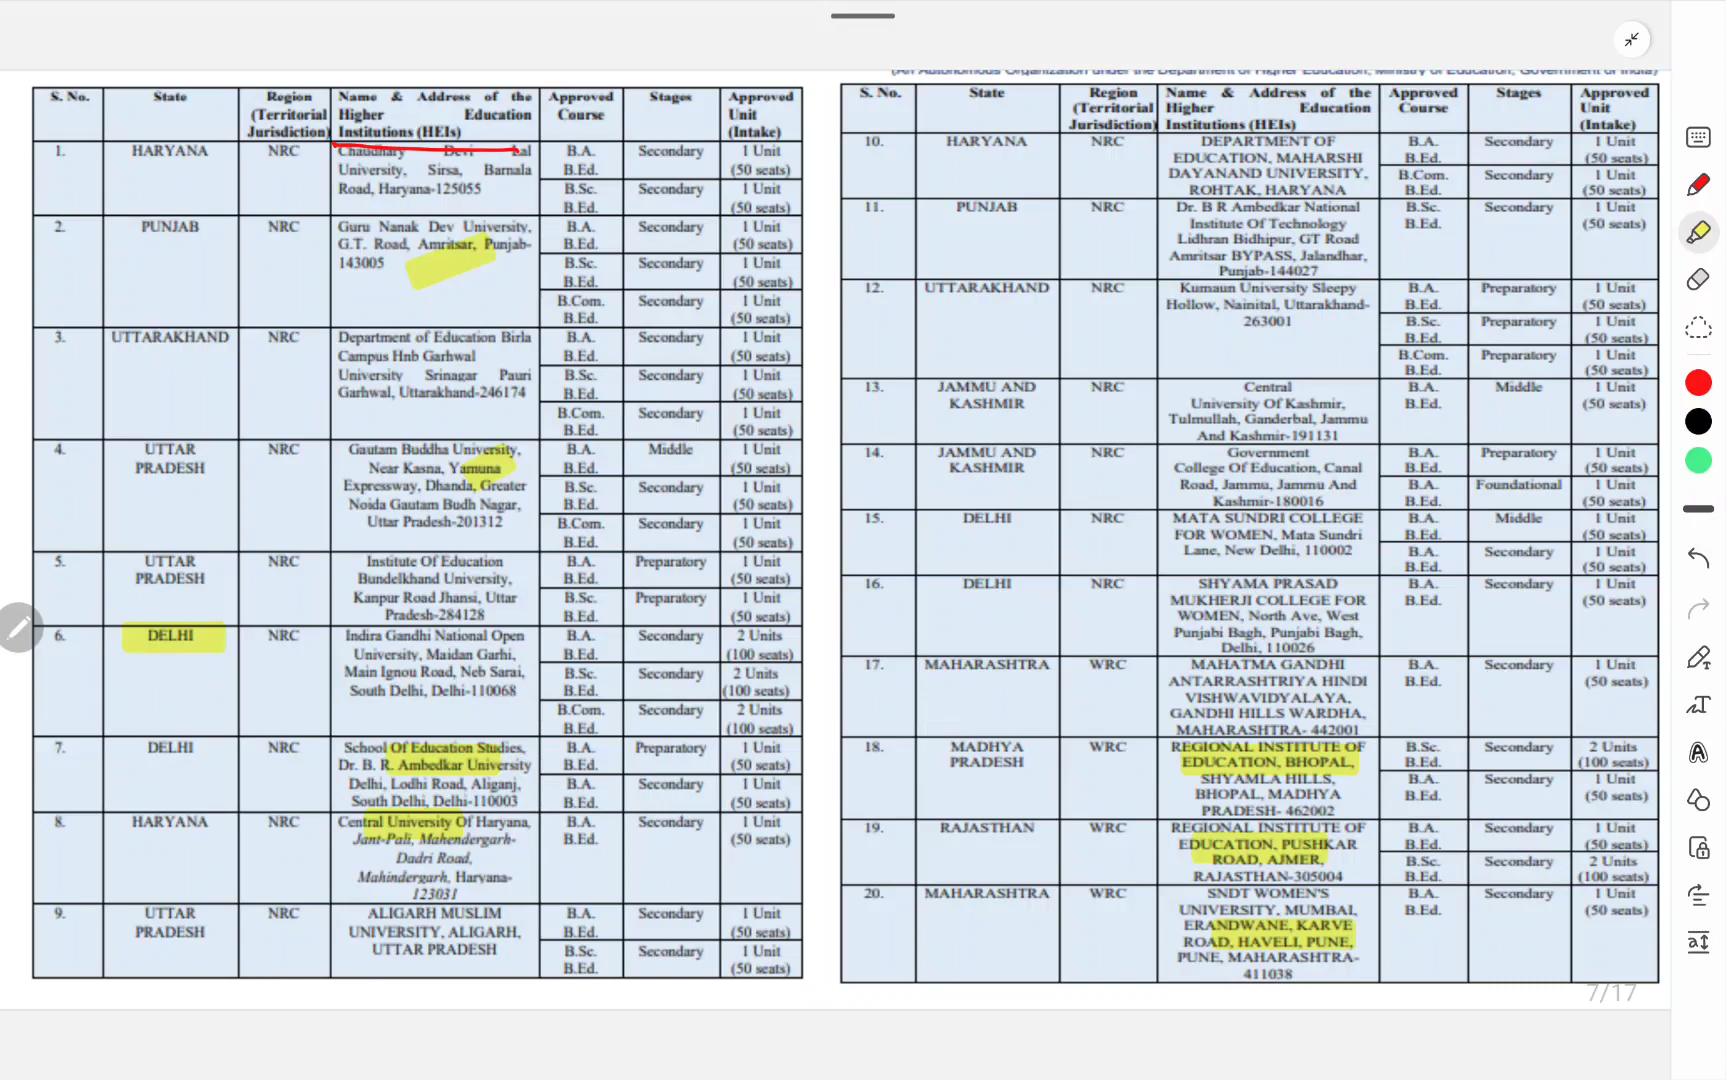 (An Autonomous Organization under the Department of Higher Education, Ministry of Education, Government of India)
S. No. State Region (Territorial Jurisdiction) Name & Address of the Higher Education Institutions (HEIs) Approved Course Stages Approved Unit (Intake)
1. HARYANA NRC Chaudhary Devi Lal B.A. Secondary 1 Unit
University, Sirsa, Barnala B.Ed. (50 seats)
Road, Haryana-125055 B.Sc. Secondary 1 Unit
B.Ed. (50 seats)
2. PUNJAB NRC Guru Nanak Dev University, B.A. Secondary 1 Unit
G.T. Road, Amritsar, Punjab- B.Ed. (50 seats)
143005 B.Sc. Secondary 1 Unit
B.Ed. (50 seats)
B.Com. Secondary 1 Unit
B.Ed. (50 seats)
3. UTTARAKHAND NRC Department of Education Birla B.A. Secondary 1 Unit
Campus Hnb Garhwal B.Ed. (50 seats)
University Srinagar Pauri B.Sc. Secondary 1 Unit
Garhwal, Uttarakhand-246174 B.Ed. (50 seats)
B.Com. Secondary 1 Unit
B.Ed. (50 seats)
4. UTTAR NRC Gautam Buddha University, B.A. Middle 1 Unit
PRADESH Near Kasna, Yamuna B.Ed. (50 seats)
Expressway, Dhanda, Greater B.Sc. Secondary 1 Unit
Noida Gautam Budh Nagar, B.Ed. (50 seats)
Uttar Pradesh-201312 B.Com. Secondary 1 Unit
B.Ed. (50 seats)
5. UTTAR NRC Institute Of Education B.A. Preparatory 1 Unit
PRADESH Bundelkhand University, B.Ed. (50 seats)
Kanpur Road Jhansi, Uttar B.Sc. Preparatory 1 Unit
Pradesh-284128 B.Ed. (50 seats)
6. DELHI NRC Indira Gandhi National Open B.A. Secondary 2 Units
University, Maidan Garhi, B.Ed. (100 seats)
Main Ignou Road, Neb Sarai, B.Sc. Secondary 2 Units
South Delhi, Delhi-110068 B.Ed. (100 seats)
B.Com. Secondary 2 Units
B.Ed. (100 seats)
7. DELHI NRC School Of Education Studies, B.A. Preparatory 1 Unit
Dr. B. R. Ambedkar University B.Ed. (50 seats)
Delhi, Lodhi Road, Aliganj, B.A. Secondary 1 Unit
South Delhi, Delhi-110003 B.Ed. (50 seats)
8. HARYANA NRC Central University Of Haryana, B.A. Secondary 1 Unit
Jant-Pali, Mahendergarh- B.Ed. (50 seats)
Dadri Road,
Mahindergarh, Haryana-
123031
9. UTTAR NRC ALIGARH MUSLIM B.A. Secondary 1 Unit
PRADESH UNIVERSITY, ALIGARH, B.Ed. (50 seats)
UTTAR PRADESH B.Sc. Secondary 1 Unit
B.Ed. (50 seats)
S. No. State Region (Territorial Jurisdiction) Name & Address of the Higher Education Institutions (HEIs) Approved Course Stages Approved Unit (Intake)
10. HARYANA NRC DEPARTMENT OF B.A. Secondary 1 Unit
EDUCATION, MAHARSHI B.Ed. (50 seats)
DAYANAND UNIVERSITY, B.Com. Secondary 1 Unit
ROHTAK, HARYANA B.Ed. (50 seats)
11. PUNJAB NRC Dr. B R Ambedkar National B.Sc. Secondary 1 Unit
Institute Of Technology B.Ed. (50 seats)
Lidhran Bidhipur, GT Road
Amritsar BYPASS, Jalandhar,
Punjab-144027
12. UTTARAKHAND NRC Kumaun University Sleepy B.A. Preparatory 1 Unit
Hollow, Nainital, Uttarakhand- B.Ed. (50 seats)
263001 B.Sc. Preparatory 1 Unit
B.Ed. (50 seats)
B.Com. Preparatory 1 Unit
B.Ed. (50 seats)
13. JAMMU AND NRC Central B.A. Middle 1 Unit
KASHMIR University Of Kashmir, B.Ed. (50 seats)
Tulmullah, Ganderbal, Jammu
And Kashmir-191131
14. JAMMU AND NRC Government B.A. Preparatory 1 Unit
KASHMIR College Of Education, Canal B.Ed. (50 seats)
Road, Jammu, Jammu And B.A. Foundational 1 Unit
Kashmir-180016 B.Ed. (50 seats)
15. DELHI NRC MATA SUNDRI COLLEGE B.A. Middle 1 Unit
FOR WOMEN, Mata Sundri B.Ed. (50 seats)
Lane, New Delhi, 110002 B.A. Secondary 1 Unit
B.Ed. (50 seats)
16. DELHI NRC SHYAMA PRASAD B.A. Secondary 1 Unit
MUKHERJI COLLEGE FOR B.Ed. (50 seats)
WOMEN, North Ave, West
Punjabi Bagh, Punjabi Bagh,
Delhi, 110026
17. MAHARASHTRA WRC MAHATMA GANDHI B.A. Secondary 1 Unit
ANTARRASHTRIYA HINDI B.Ed. (50 seats)
VISHWAVIDYALAYA,
GANDHI HILLS WARDHA,
MAHARASHTRA- 442001
18. MADHYA WRC REGIONAL INSTITUTE OF B.Sc. Secondary 2 Units
PRADESH EDUCATION, BHOPAL, B.Ed. (100 seats)
SHYAMLA HILLS, B.A. Secondary 1 Unit
BHOPAL, MADHYA B.Ed. (50 seats)
PRADESH- 462002
19. RAJASTHAN WRC REGIONAL INSTITUTE OF B.A. Secondary 1 Unit
EDUCATION, PUSHKAR B.Ed. (50 seats)
ROAD, AJMER, B.Sc. Secondary 2 Units
RAJASTHAN-305004 B.Ed. (100 seats)
20. MAHARASHTRA WRC SNDT WOMEN'S B.A. Secondary 1 Unit
UNIVERSITY, MUMBAI, B.Ed. (50 seats)
ERANDWANE, KARVE
ROAD, HAVELI, PUNE,
PUNE, MAHARASHTRA-
411038
7/17